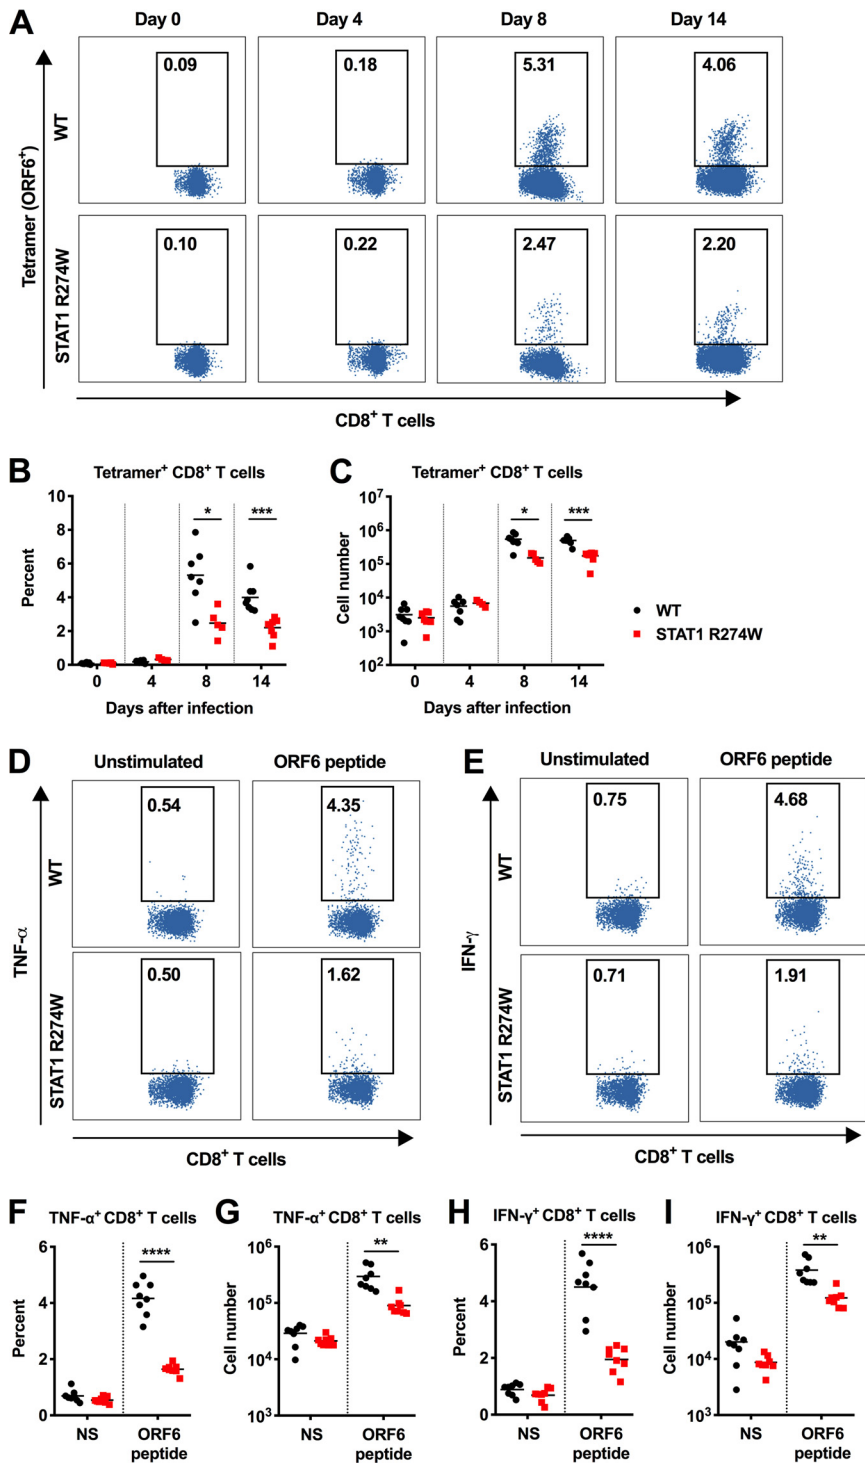 A
Day 0 Day 4 Day 8 Day 14
Tetramer (ORF6+)
WT
0.09 0.18 5.31 4.06
STAT1 R274W
0.10 0.22 2.47 2.20
CD8+ T cells
B
Tetramer+ CD8+ T cells
Percent
10
8
6
4
2
0
* ***
0 4 8 14
Days after infection
C
Tetramer+ CD8+ T cells
Cell number
10^7
10^6
10^5
10^4
10^3
10^2
* ***
0 4 8 14
Days after infection
WT
STAT1 R274W
D
Unstimulated ORF6 peptide
TNF-α
WT
0.54 4.35
STAT1 R274W
0.50 1.62
CD8+ T cells
E
Unstimulated ORF6 peptide
IFN-γ
WT
0.75 4.68
STAT1 R274W
0.71 1.91
CD8+ T cells
F
TNF-α+ CD8+ T cells
Percent
6
4
2
0
****
NS ORF6
peptide
G
TNF-α+ CD8+ T cells
Cell number
10^6
10^5
10^4
10^3
**
NS ORF6
peptide
H
IFN-γ+ CD8+ T cells
Percent
6
4
2
0
****
NS ORF6
peptide
I
IFN-γ+ CD8+ T cells
Cell number
10^6
10^5
10^4
10^3
**
NS ORF6
peptide